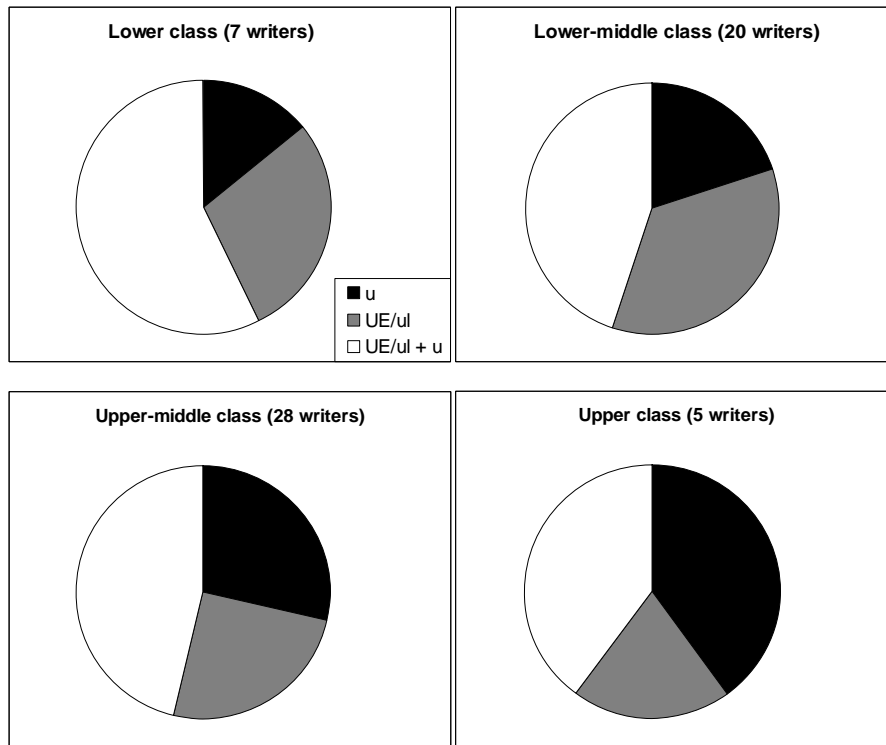 Lower class (7 writers)
Lower-middle class (20 writers)
u
UE/ul
UE/ul + u
Upper-middle class (28 writers)
Upper class (5 writers)